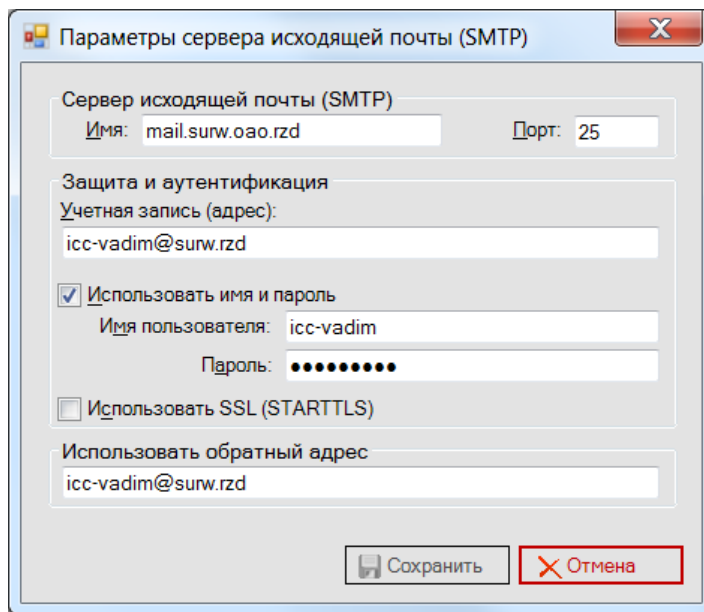 Параметры сервера исходящей почты (SMTP)
Сервер исходящей почты (SMTP)
Имя: mail.surw.oao.rzd Порт: 25
Защита и аутентификация
Учетная запись (адрес):
icc-vadim@surw.rzd
Использовать имя и пароль
Имя пользователя: icc-vadim
Пароль: ●●●●●●●●●
Использовать SSL (STARTTLS)
Использовать обратный адрес
icc-vadim@surw.rzd
Сохранить Отмена